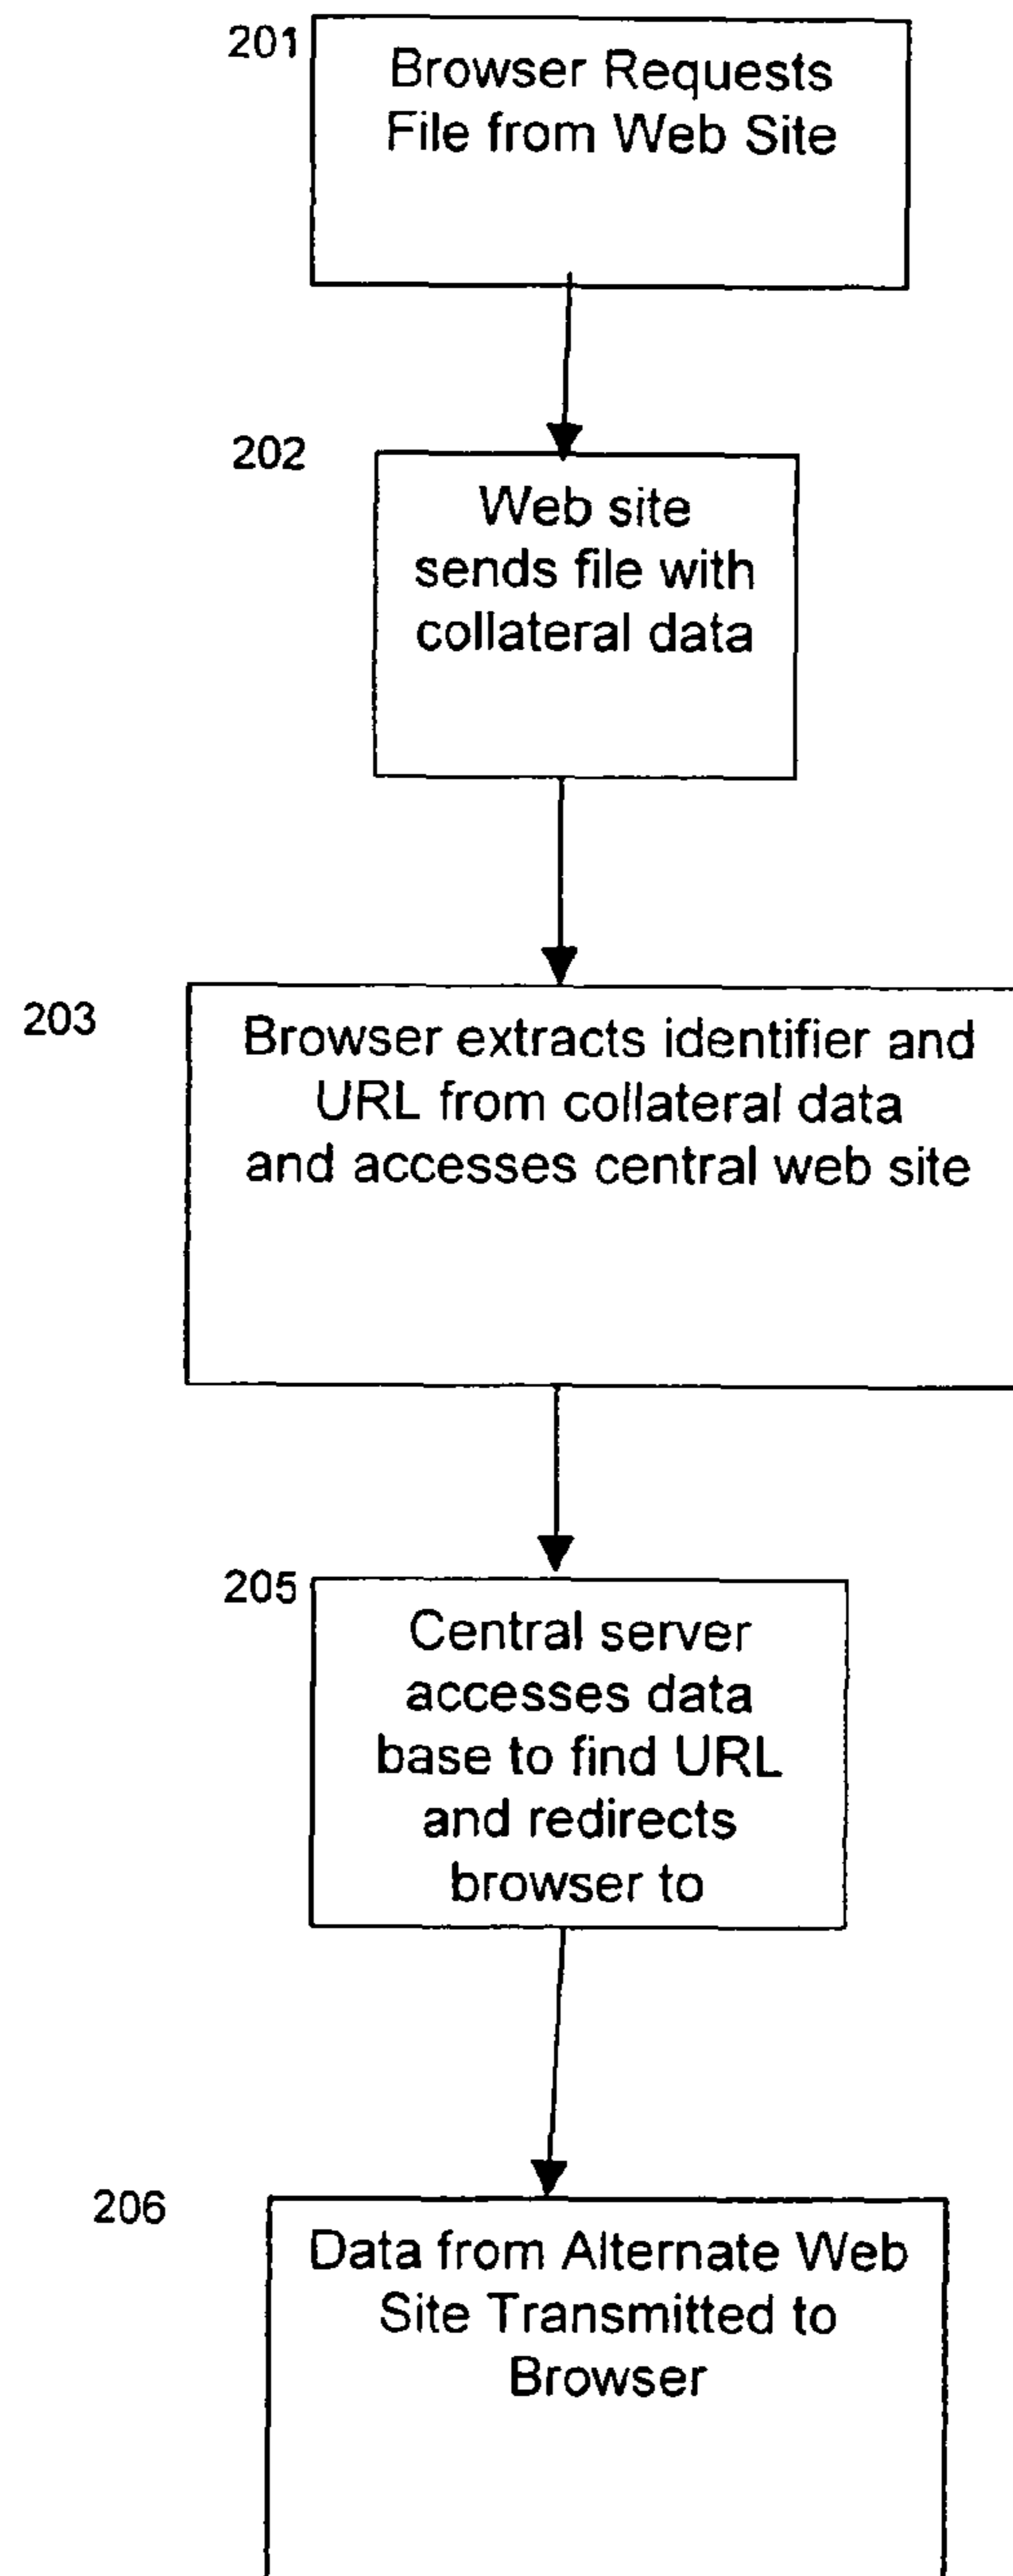 201
Browser Requests
File from Web Site
202
Web site
sends file with
collateral data
203
Browser extracts identifier and
URL from collateral data
and accesses central web site
205
Central server
accesses data
base to find URL
and redirects
browser to
206
Data from Alternate Web
Site Transmitted to
Browser